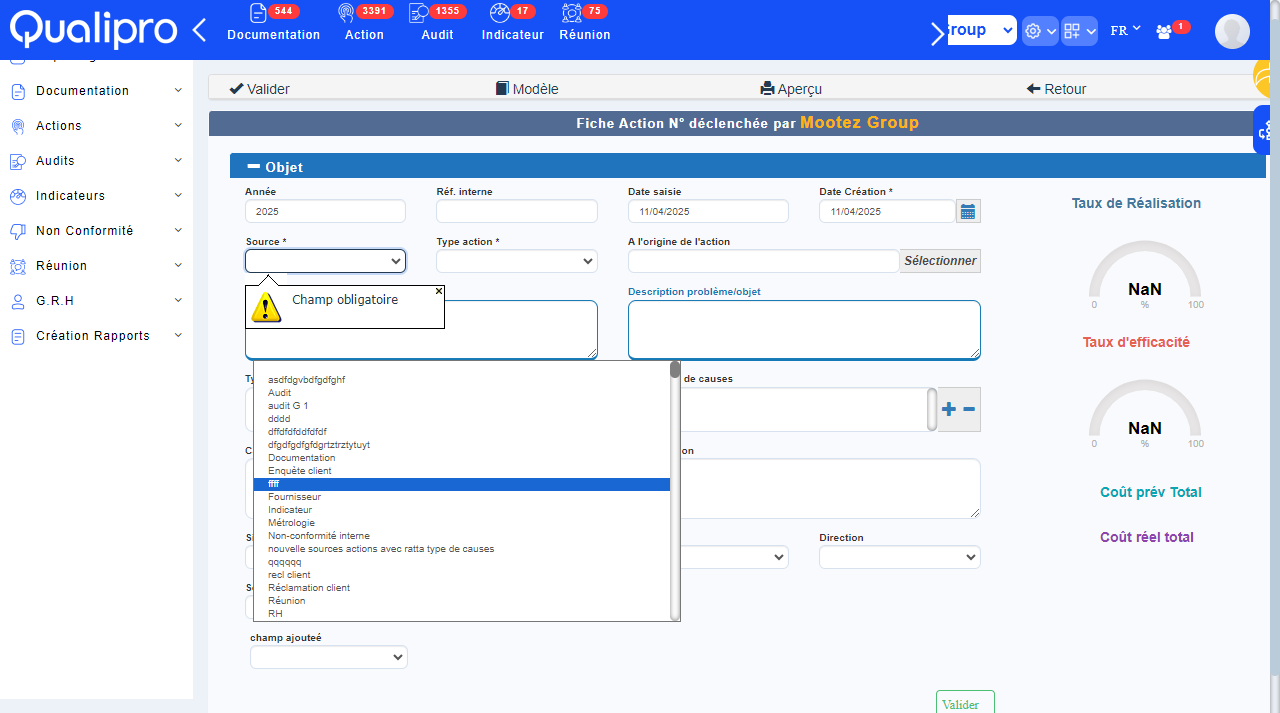 Qualipro
544
Documentation
3391
Action
1355
Audit
17
Indicateur
75
Réunion
roup
FR
1
Documentation
Actions
Audits
Indicateurs
Non Conformité
Réunion
G.R.H
Création Rapports
Valider
Modèle
Aperçu
Retour
Fiche Action N° déclenchée par Mootez Group
Objet
Année
Réf. interne
Date saisie
Date Création *
2025
11/04/2025
11/04/2025
Source *
Type action *
A l'origine de l'action
Sélectionner
Champ obligatoire
Description problème/objet
de causes
asdfdgvbdfgdfghf
Audit
audit G 1
dddd
dffdfdfddfdfdf
dfgdfgdfgfdgrtztrztytuyt
Documentation
Enquète client
ffff
Fournisseur
Indicateur
Métrologie
Non-conformité interne
nouvelle sources actions avec ratta type de causes
qqqqqq
recl client
Réclamation client
Réunion
RH
Direction
champ ajouteé
Valider
Taux de Réalisation
NaN
0 % 100
Taux d'efficacité
NaN
0 % 100
Coût prév Total
Coût réel total